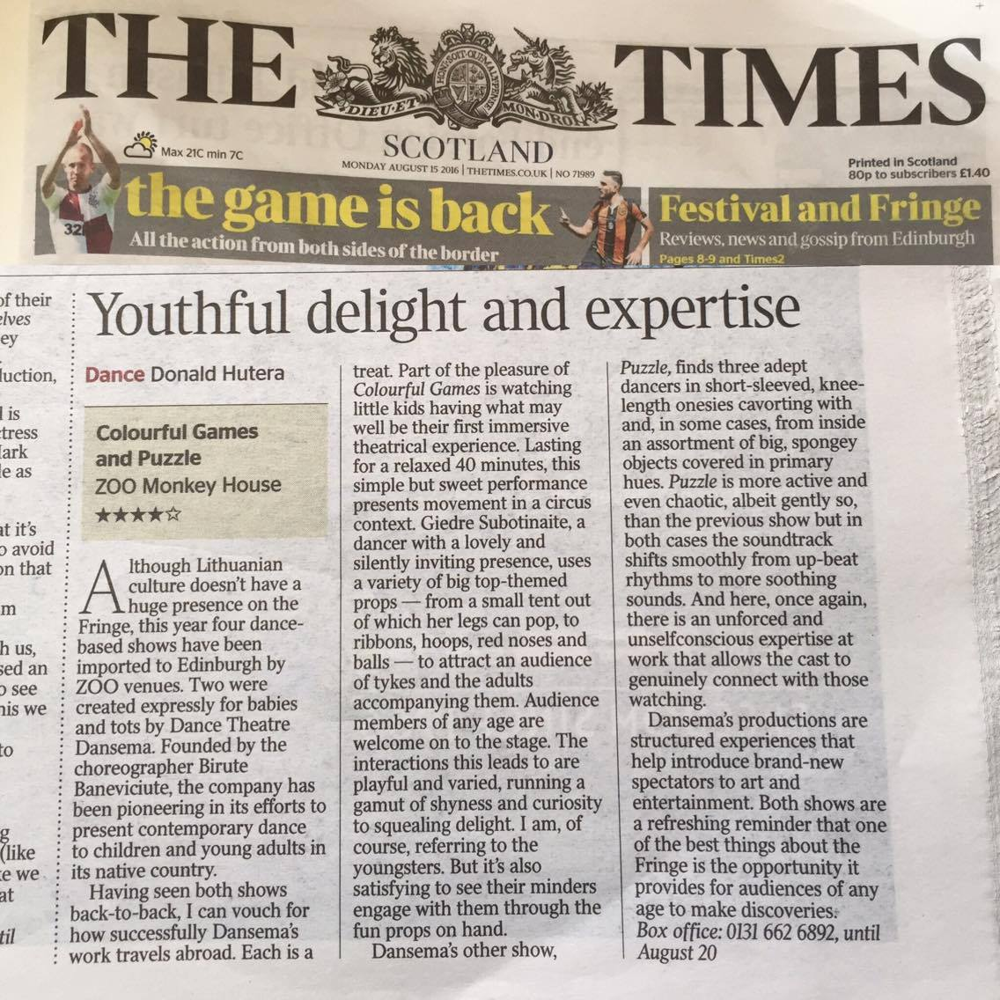 THE TIMES
HONI·SOIT·QUI·MAL·Y·PENSE
DIEU·ET MON·DROIT
SCOTLAND
Max 21C min 7C
MONDAY AUGUST 15 2016 | THETIMES.CO.UK | NO 71989
Printed in Scotland
80p to subscribers £1.40
32
the game is back
All the action from both sides of the border
Festival and Fringe
Reviews, news and gossip from Edinburgh
Pages 8-9 and Times2
of their
elves
ey
luction,
l is
tress
Mark
le as
at it's
o avoid
on that
m
h us,
sed an
o see
his we
to
g
(like
e we
at
til
Youthful delight and expertise
Dance Donald Hutera
Colourful Games
and Puzzle
ZOO Monkey House
★★★★☆
Although Lithuanian
culture doesn't have a
huge presence on the
Fringe, this year four dance-
based shows have been
imported to Edinburgh by
ZOO venues. Two were
created expressly for babies
and tots by Dance Theatre
Dansema. Founded by the
choreographer Birute
Baneviciute, the company has
been pioneering in its efforts to
present contemporary dance
to children and young adults in
its native country.
Having seen both shows
back-to-back, I can vouch for
how successfully Dansema's
work travels abroad. Each is a
treat. Part of the pleasure of
Colourful Games is watching
little kids having what may
well be their first immersive
theatrical experience. Lasting
for a relaxed 40 minutes, this
simple but sweet performance
presents movement in a circus
context. Giedre Subotinaite, a
dancer with a lovely and
silently inviting presence, uses
a variety of big top-themed
props — from a small tent out
of which her legs can pop, to
ribbons, hoops, red noses and
balls — to attract an audience
of tykes and the adults
accompanying them. Audience
members of any age are
welcome on to the stage. The
interactions this leads to are
playful and varied, running a
gamut of shyness and curiosity
to squealing delight. I am, of
course, referring to the
youngsters. But it's also
satisfying to see their minders
engage with them through the
fun props on hand.
Dansema's other show,
Puzzle, finds three adept
dancers in short-sleeved, knee-
length onesies cavorting with
and, in some cases, from inside
an assortment of big, spongey
objects covered in primary
hues. Puzzle is more active and
even chaotic, albeit gently so,
than the previous show but in
both cases the soundtrack
shifts smoothly from up-beat
rhythms to more soothing
sounds. And here, once again,
there is an unforced and
unselfconscious expertise at
work that allows the cast to
genuinely connect with those
watching.
Dansema's productions are
structured experiences that
help introduce brand-new
spectators to art and
entertainment. Both shows are
a refreshing reminder that one
of the best things about the
Fringe is the opportunity it
provides for audiences of any
age to make discoveries.
Box office: 0131 662 6892, until
August 20